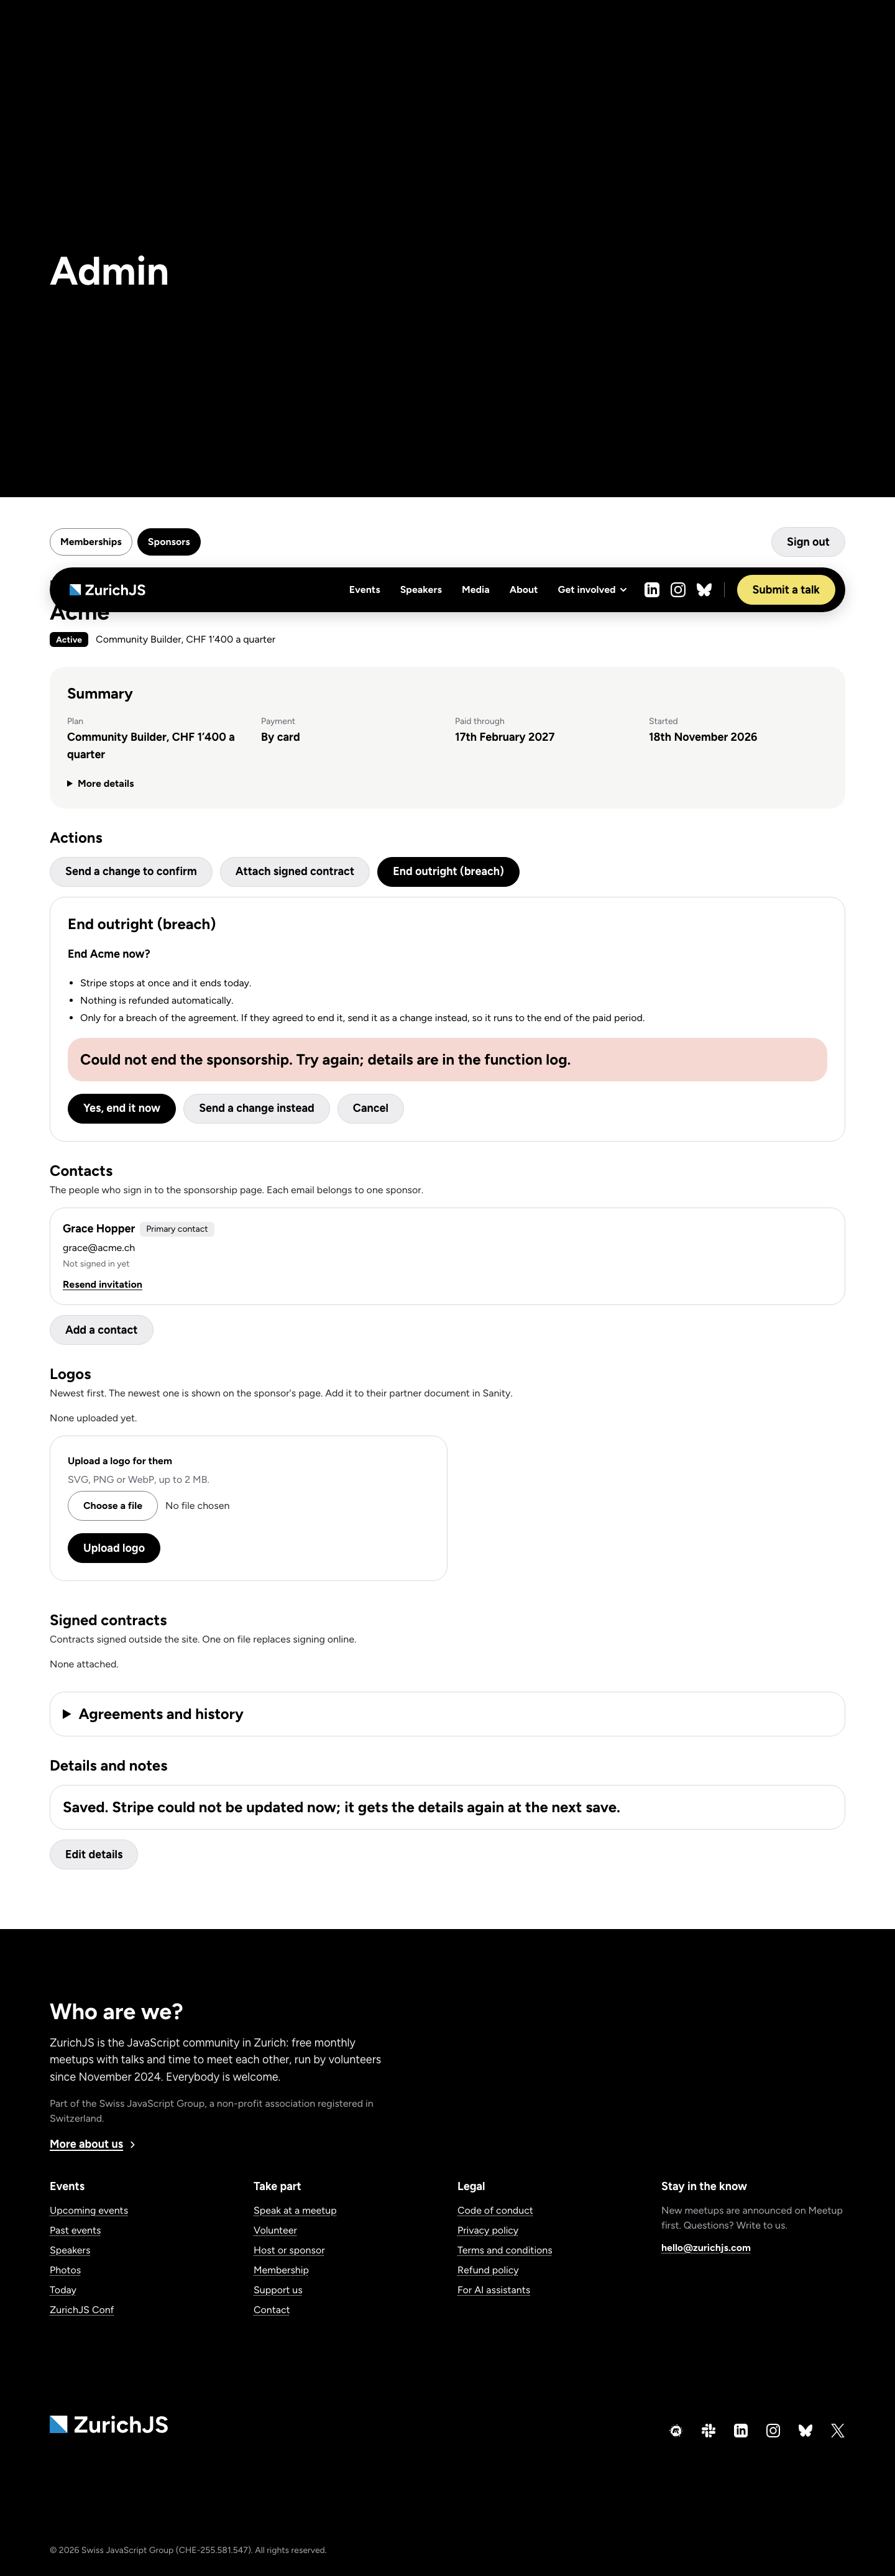 Admin
Memberships
Sponsors
Sign out
ZurichJS
Events
Speakers
Media
About
Get involved
Submit a talk
Acme
Active
Community Builder, CHF 1’400 a quarter
Summary
Plan
Community Builder, CHF 1’400 a
quarter
Payment
By card
Paid through
17th February 2027
Started
18th November 2026
More details
Actions
Send a change to confirm
Attach signed contract
End outright (breach)
End outright (breach)
End Acme now?
Stripe stops at once and it ends today.
Nothing is refunded automatically.
Only for a breach of the agreement. If they agreed to end it, send it as a change instead, so it runs to the end of the paid period.
Could not end the sponsorship. Try again; details are in the function log.
Yes, end it now
Send a change instead
Cancel
Contacts
The people who sign in to the sponsorship page. Each email belongs to one sponsor.
Grace Hopper
Primary contact
grace@acme.ch
Not signed in yet
Resend invitation
Add a contact
Logos
Newest first. The newest one is shown on the sponsor's page. Add it to their partner document in Sanity.
None uploaded yet.
Upload a logo for them
SVG, PNG or WebP, up to 2 MB.
Choose a file
No file chosen
Upload logo
Signed contracts
Contracts signed outside the site. One on file replaces signing online.
None attached.
Agreements and history
Details and notes
Saved. Stripe could not be updated now; it gets the details again at the next save.
Edit details
Who are we?
ZurichJS is the JavaScript community in Zurich: free monthly
meetups with talks and time to meet each other, run by volunteers
since November 2024. Everybody is welcome.
Part of the Swiss JavaScript Group, a non-profit association registered in
Switzerland.
More about us
Events
Upcoming events
Past events
Speakers
Photos
Today
ZurichJS Conf
Take part
Speak at a meetup
Volunteer
Host or sponsor
Membership
Support us
Contact
Legal
Code of conduct
Privacy policy
Terms and conditions
Refund policy
For AI assistants
Stay in the know
New meetups are announced on Meetup
first. Questions? Write to us.
hello@zurichjs.com
ZurichJS
© 2026 Swiss JavaScript Group (CHE-255.581.547). All rights reserved.